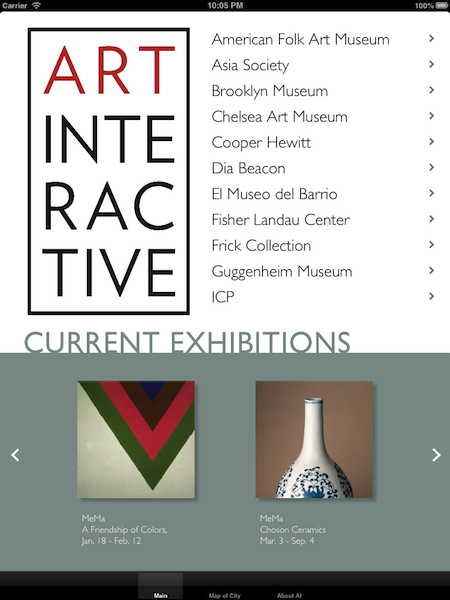 Carrier
10:05 PM
100%
ART
INTE
RAC
TIVE
American Folk Art Museum
Asia Society
Brooklyn Museum
Chelsea Art Museum
Cooper Hewitt
Dia Beacon
El Museo del Barrio
Fisher Landau Center
Frick Collection
Guggenheim Museum
ICP
CURRENT EXHIBITIONS
MeMa
A Friendship of Colors,
Jan. 18 - Feb. 12
MeMa
Choson Ceramics
Mar. 3 - Sep. 4
Main
Map of City
About AI